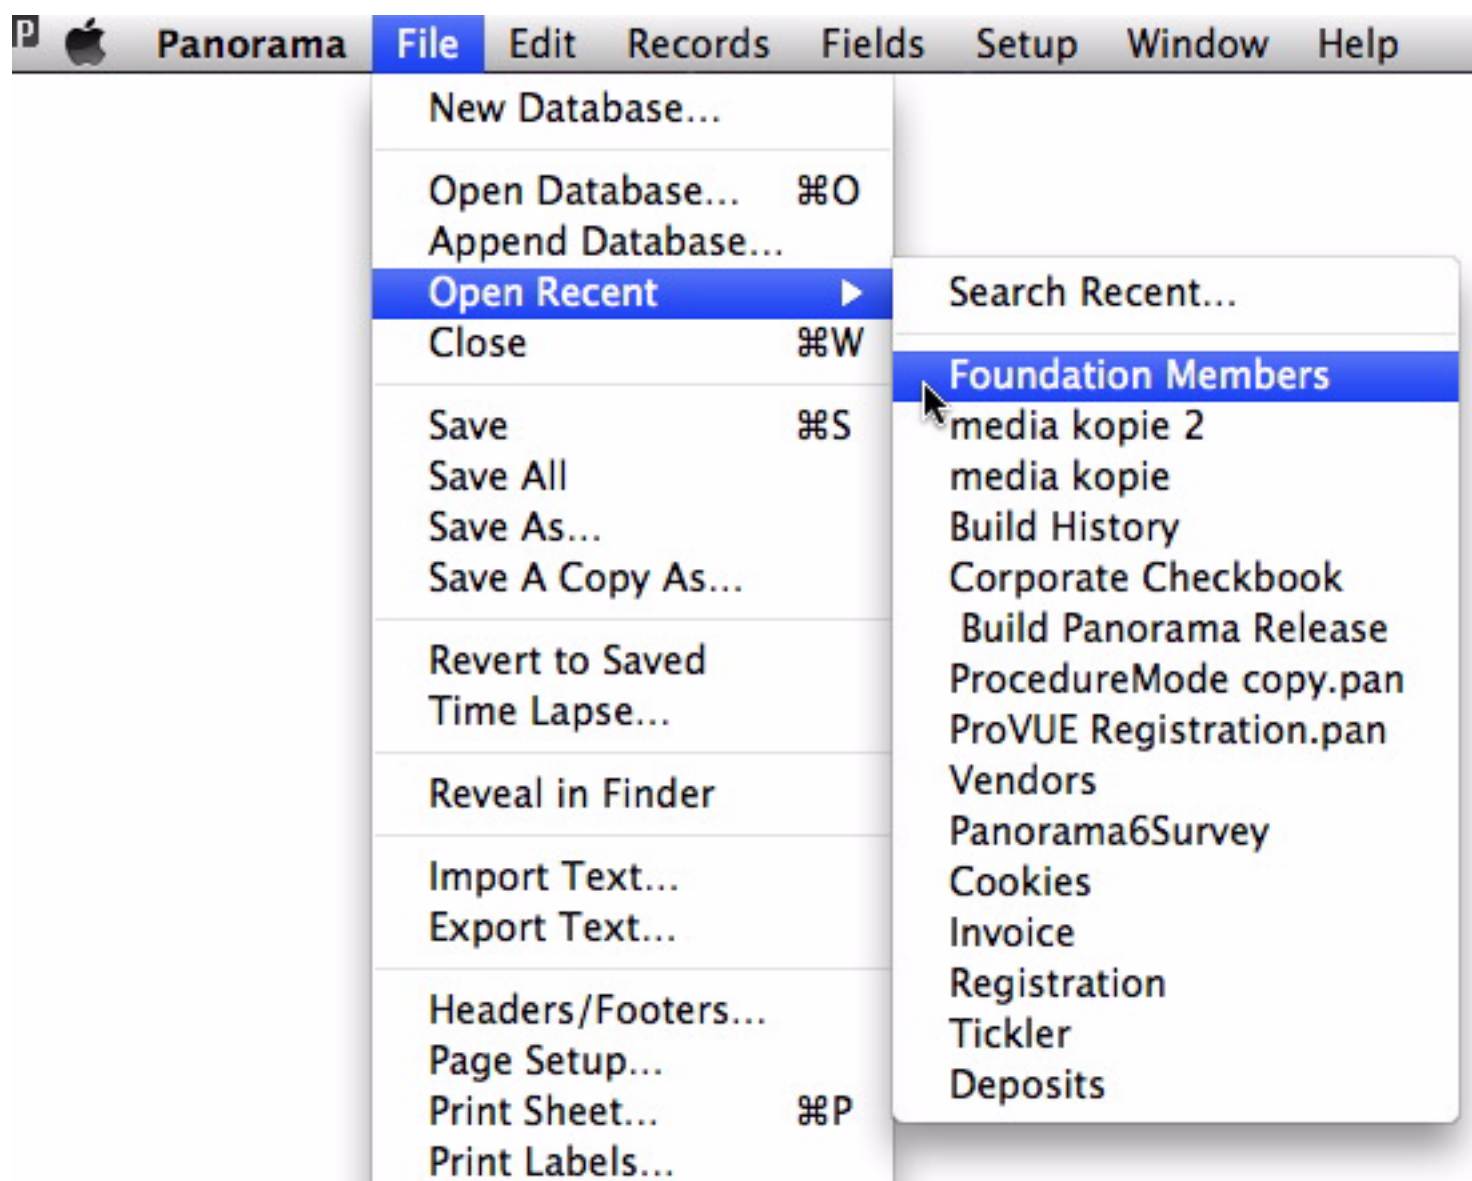 P Panorama File Edit Records Fields Setup Window Help
New Database...
Open Database... ⌘O
Append Database...
Open Recent ▶
Close ⌘W
Save ⌘S
Save All
Save As...
Save A Copy As...
Revert to Saved
Time Lapse...
Reveal in Finder
Import Text...
Export Text...
Headers/Footers...
Page Setup...
Print Sheet... ⌘P
Print Labels...
Search Recent...
Foundation Members
media kopie 2
media kopie
Build History
Corporate Checkbook
Build Panorama Release
ProcedureMode copy.pan
ProVUE Registration.pan
Vendors
Panorama6Survey
Cookies
Invoice
Registration
Tickler
Deposits